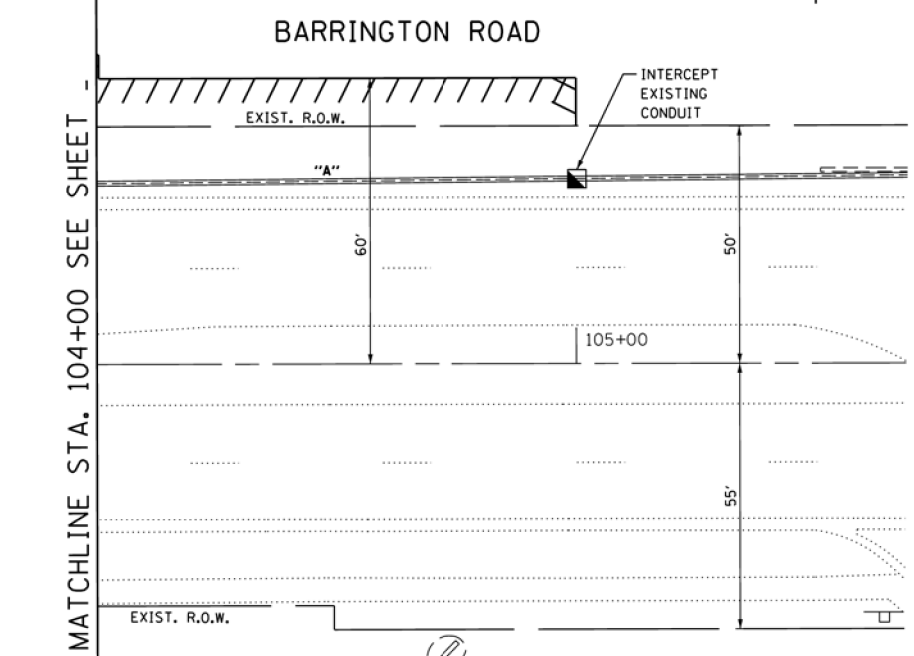 BARRINGTON ROAD
INTERCEPT
EXISTING
CONDUIT
EXIST. R.O.W.
"A"
MATCHLINE STA. 104+00 SEE SHEET -
60'
50'
105+00
55'
EXIST. R.O.W.